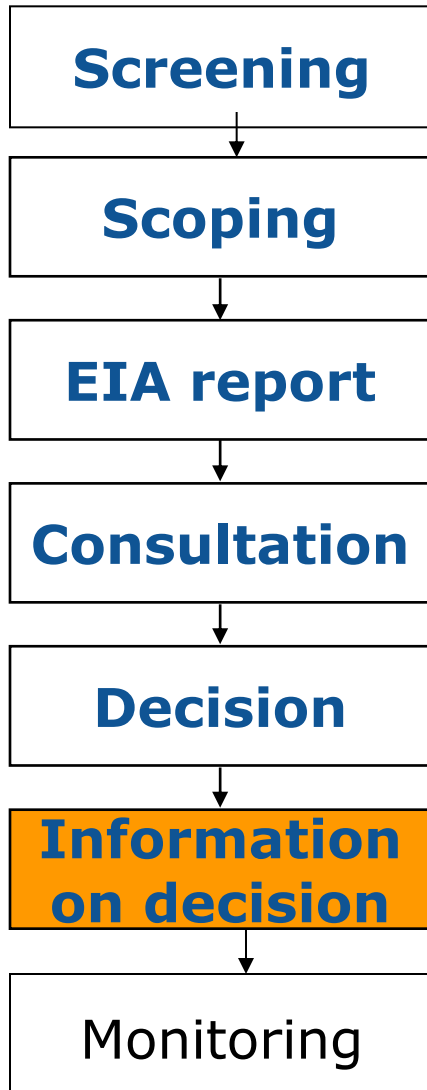 Screening
Scoping
EIA report
Consultation
Decision
Information
on decision
Monitoring